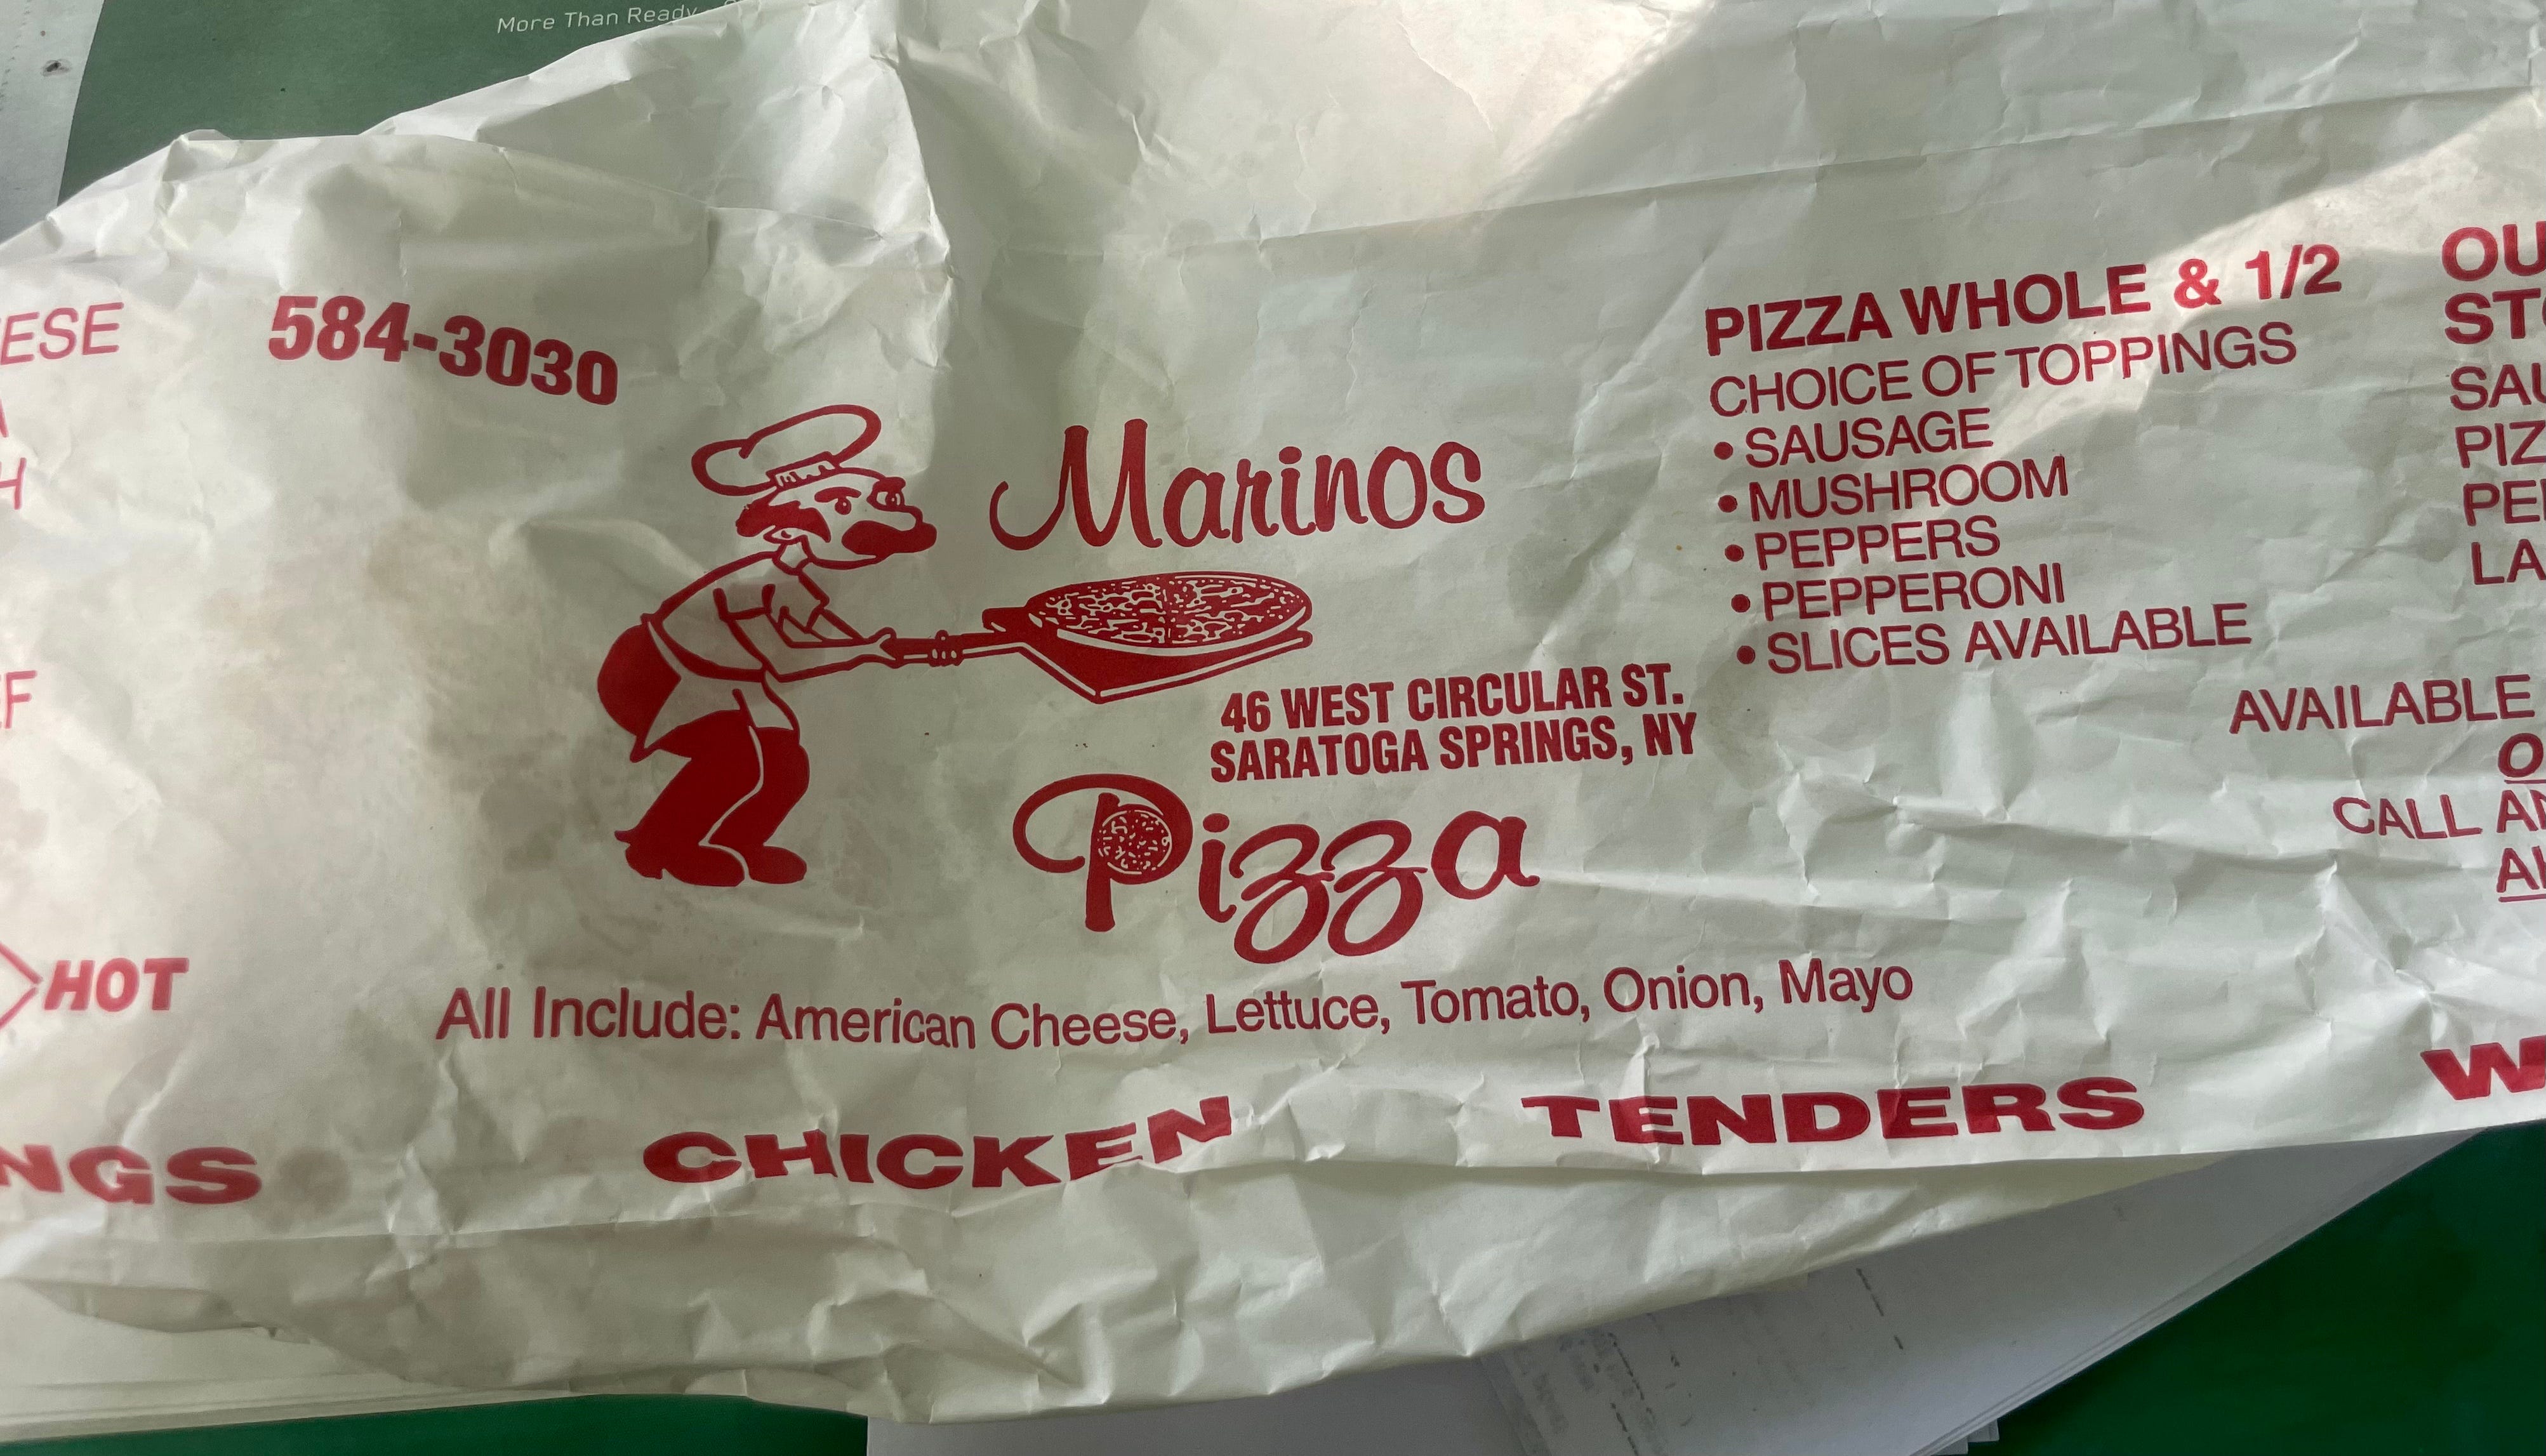 More Than Ready
584-3030
Marinos
46 WEST CIRCULAR ST.
SARATOGA SPRINGS, NY
Pizza
PIZZA WHOLE & 1/2
CHOICE OF TOPPINGS
• SAUSAGE
• MUSHROOM
• PEPPERS
• PEPPERONI
• SLICES AVAILABLE
AVAILABLE
CALL
HOT
All Include: American Cheese, Lettuce, Tomato, Onion, Mayo
CHICKEN TENDERS